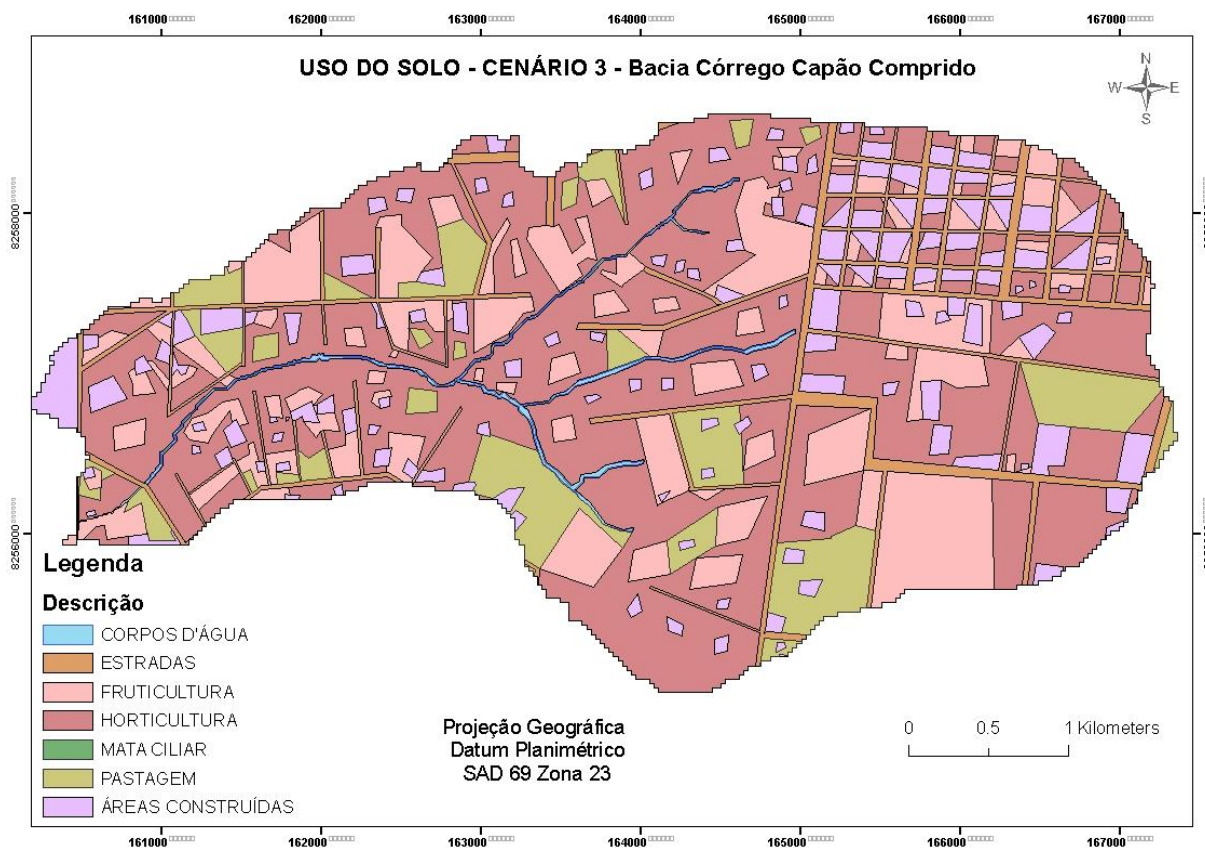 161000 162000 163000 164000 165000 166000 167000
USO DO SOLO - CENÁRIO 3 - Bacia Córrego Capão Comprido
N
W E
S
8258000
8256000
Legenda
Descrição
CORPOS D'ÁGUA
ESTRADAS
FRUTICULTURA
HORTICULTURA
MATA CILIAR
PASTAGEM
ÁREAS CONSTRUÍDAS
Projeção Geográfica
Datum Planimétrico
SAD 69 Zona 23
0 0.5 1 Kilometers
161000 162000 163000 164000 165000 166000 167000